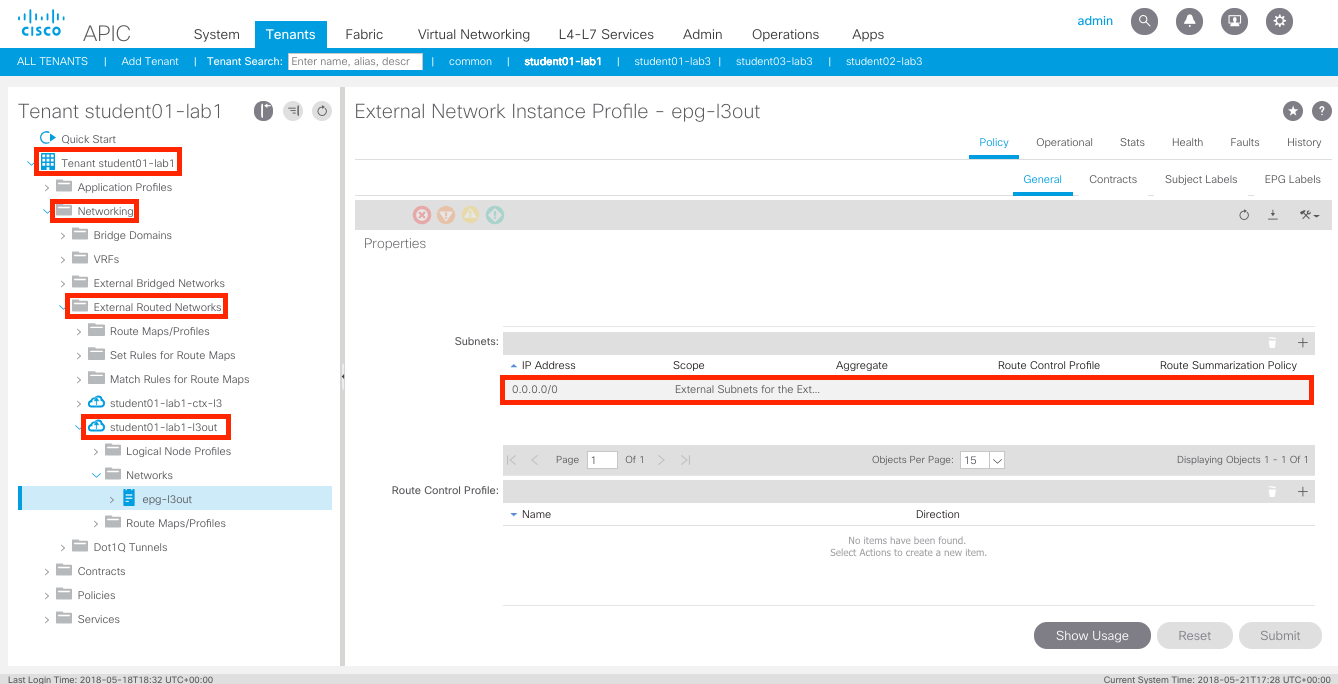 CISCO
APIC
System Tenants Fabric Virtual Networking L4-L7 Services Admin Operations Apps
admin
ALL TENANTS | Add Tenant | Tenant Search: Enter name, alias, descr | common | student01-lab1 | student01-lab3 | student03-lab3 | student02-lab3
Tenant student01-lab1
Quick Start
Tenant student01-lab1
Application Profiles
Networking
Bridge Domains
VRFs
External Bridged Networks
External Routed Networks
Route Maps/Profiles
Set Rules for Route Maps
Match Rules for Route Maps
student01-lab1-ctx-l3
student01-lab1-l3out
Logical Node Profiles
Networks
epg-l3out
Route Maps/Profiles
Dot1Q Tunnels
Contracts
Policies
Services
External Network Instance Profile - epg-l3out
Policy Operational Stats Health Faults History
General Contracts Subject Labels EPG Labels
Properties
Subnets:
IP Address Scope Aggregate Route Control Profile Route Summarization Policy
0.0.0.0/0 External Subnets for the Ext...
Page 1 Of 1 Objects Per Page: 15 Displaying Objects 1 - 1 Of 1
Route Control Profile:
Name Direction
No items have been found.
Select Actions to create a new item.
Show Usage Reset Submit
Last Login Time: 2018-05-18T18:32 UTC+00:00
Current System Time: 2018-05-21T17:28 UTC+00:00